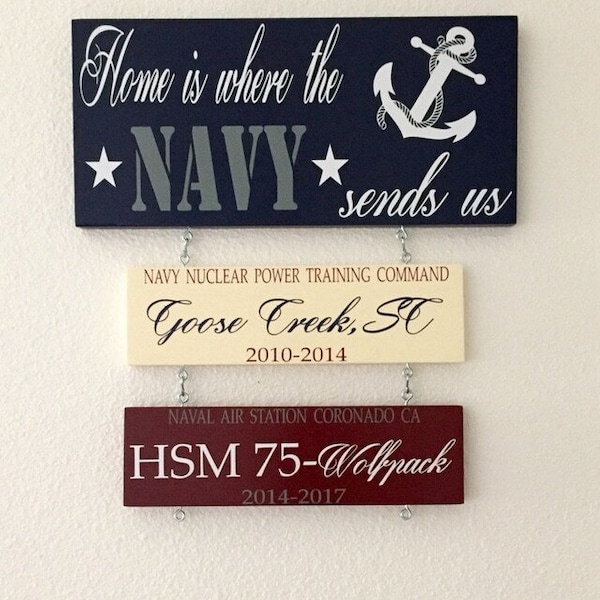 Home is where the
NAVY
sends us
NAVY NUCLEAR POWER TRAINING COMMAND
Goose Creek, SC
2010-2014
NAVAL AIR STATION CORONADO CA
HSM 75-Wolfpack
2014-2017